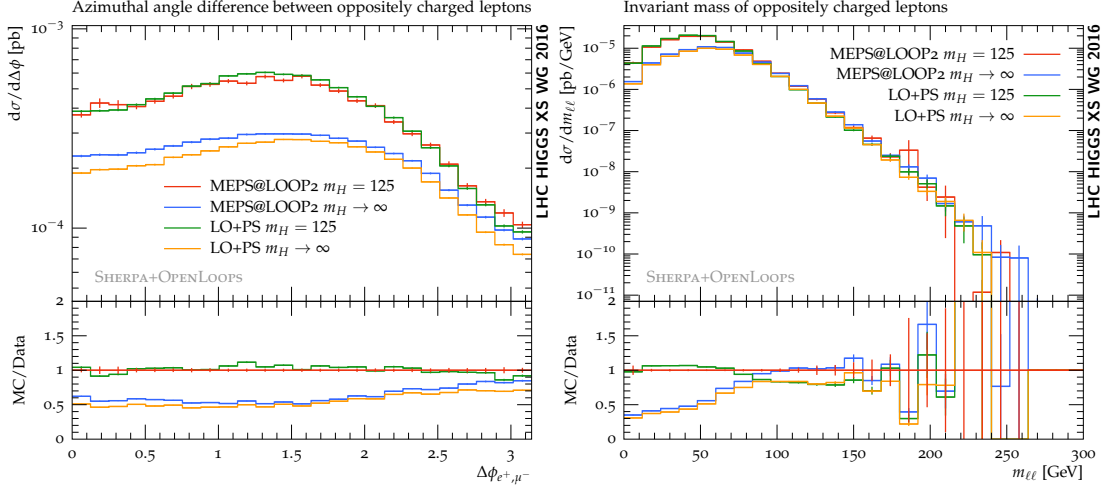 Azimuthal angle difference between oppositely charged leptons
dσ/dΔϕ [pb]
10⁻³
10⁻⁴
MEPS@LOOP2 m_H = 125
MEPS@LOOP2 m_H → ∞
LO+PS m_H = 125
LO+PS m_H → ∞
SHERPA+OPENLOOPS
LHC HIGGS XS WG 2016
MC/Data
2
1.5
1
0.5
0
0 0.5 1 1.5 2 2.5 3
Δϕ_{e⁺,μ⁻}
Invariant mass of oppositely charged leptons
dσ/dm_{ℓℓ} [pb/GeV]
10⁻⁵
10⁻⁶
10⁻⁷
10⁻⁸
10⁻⁹
10⁻¹⁰
10⁻¹¹
MEPS@LOOP2 m_H = 125
MEPS@LOOP2 m_H → ∞
LO+PS m_H = 125
LO+PS m_H → ∞
SHERPA+OPENLOOPS
LHC HIGGS XS WG 2016
MC/Data
2
1.5
1
0.5
0
0 50 100 150 200 250 300
m_{ℓℓ} [GeV]